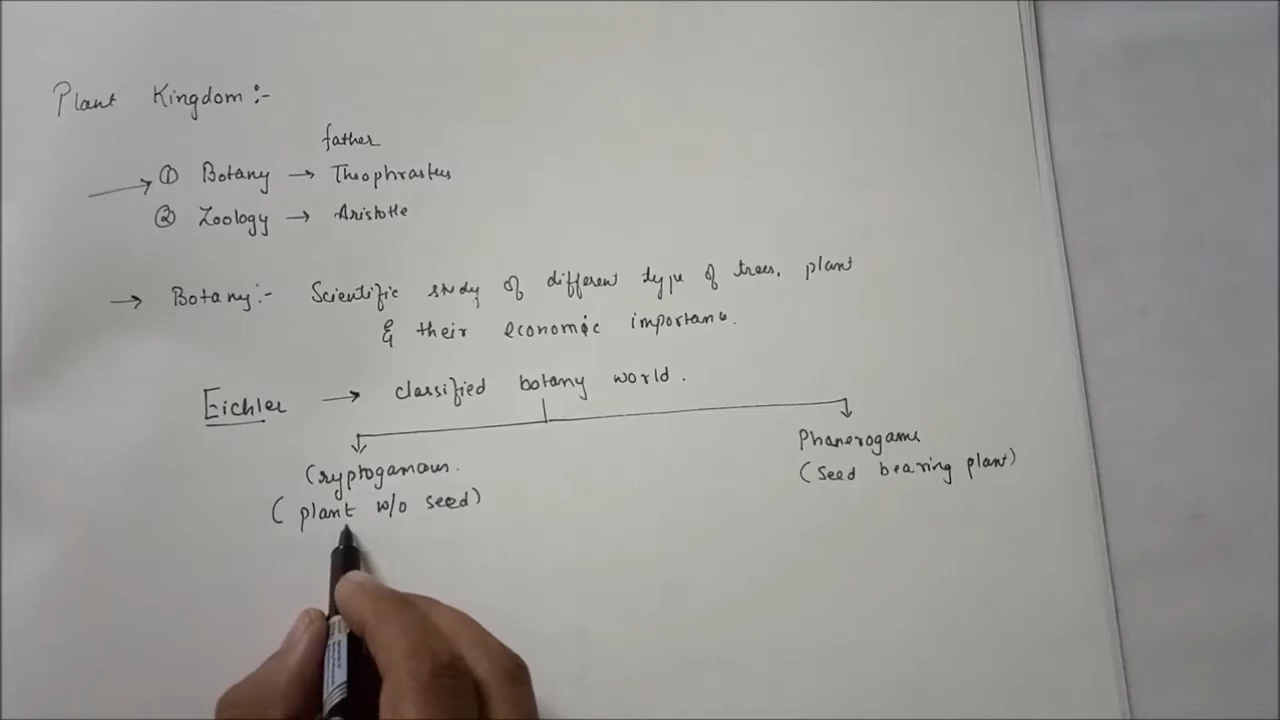 Plant Kingdom :-
father
① Botany → Theophrastus
② Zoology → Aristotle
→ Botany :- Scientific study of different type of trees, plant
& their economic importance.
Eichler → classified botany world.
Cryptogamous.
(plant w/o seed)
Phanerogams
(seed bearing plant)